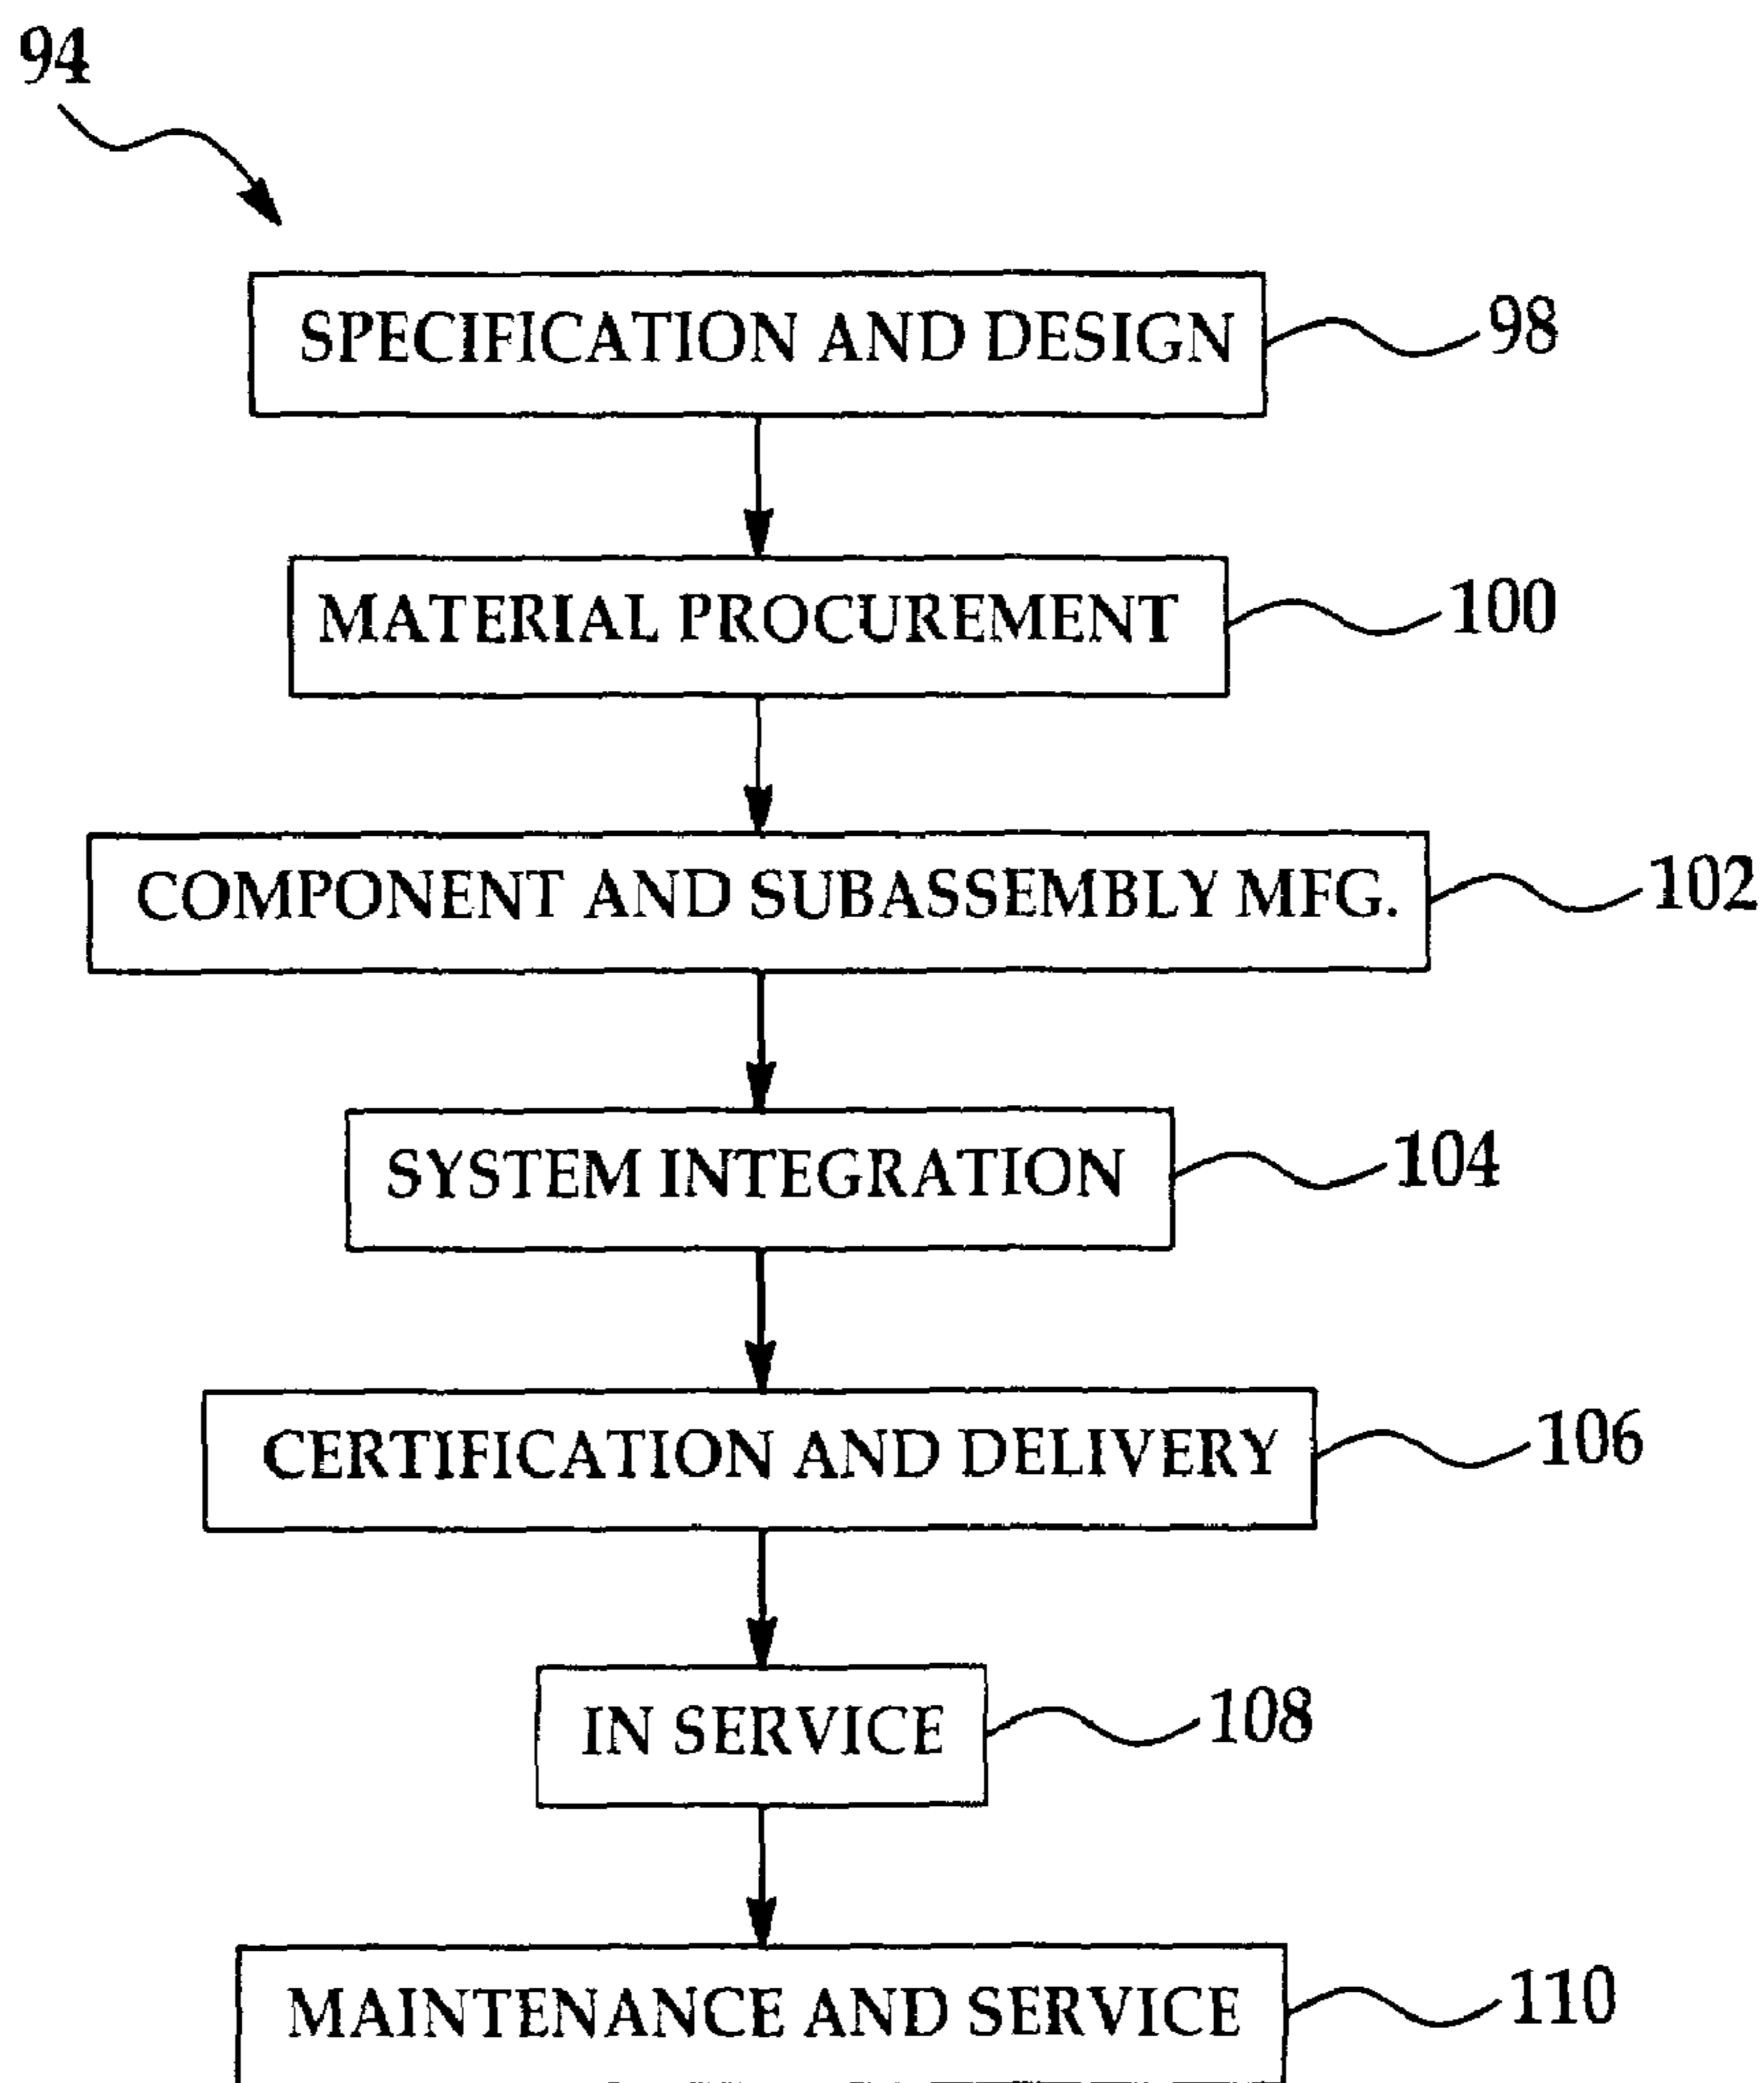 94
SPECIFICATION AND DESIGN 98
MATERIAL PROCUREMENT 100
COMPONENT AND SUBASSEMBLY MFG. 102
SYSTEM INTEGRATION 104
CERTIFICATION AND DELIVERY 106
IN SERVICE 108
MAINTENANCE AND SERVICE 110